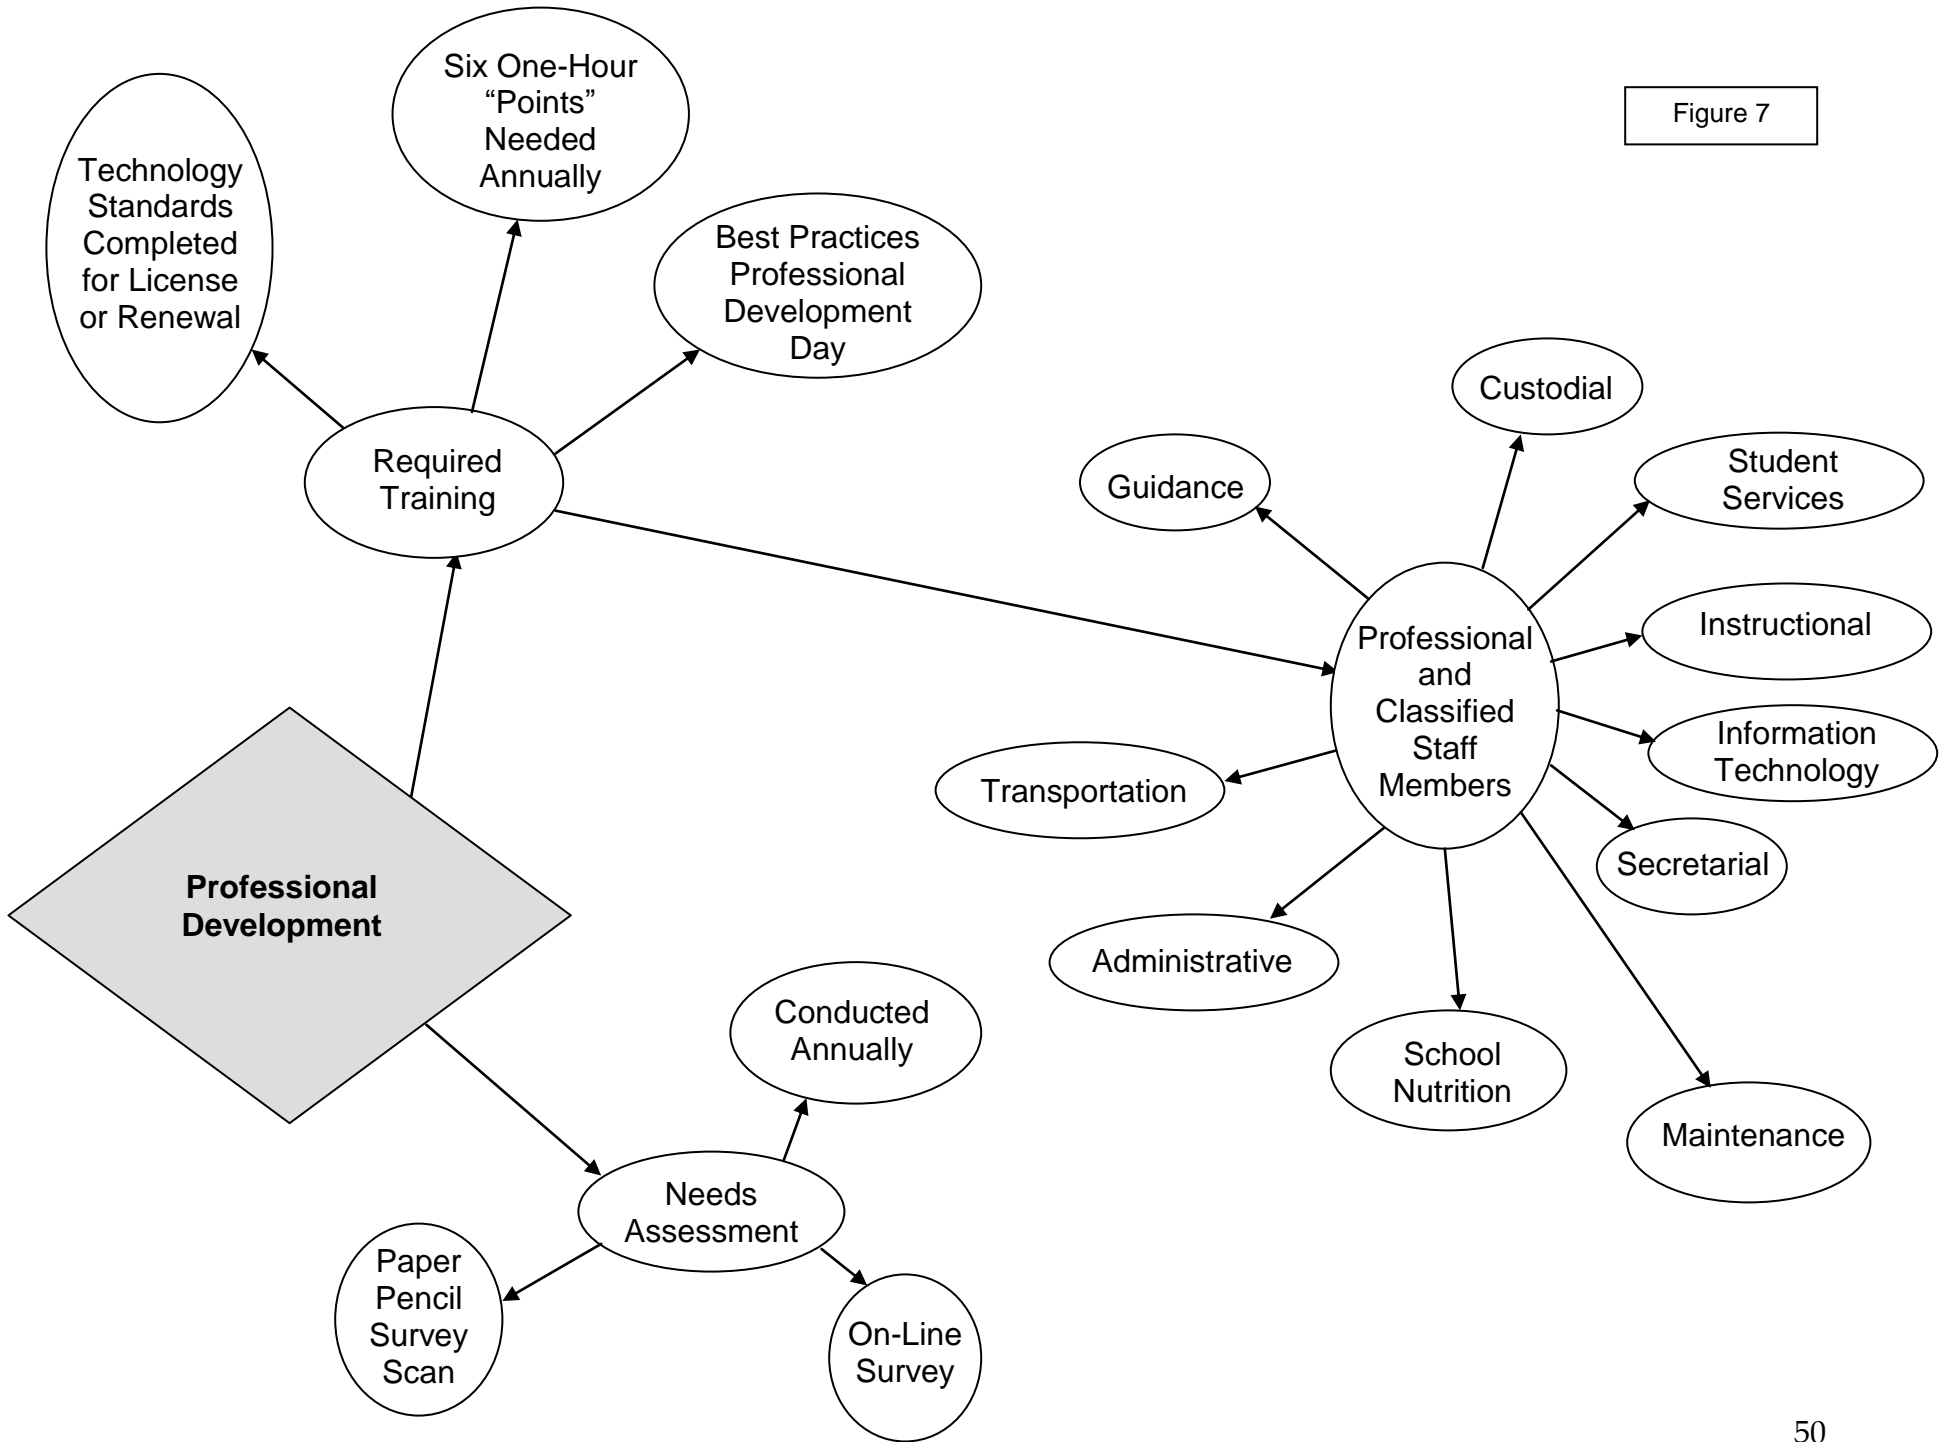 Six One-Hour
“Points”
Needed
Annually
Figure 7
Technology
Standards
Completed
for License
or Renewal
Best Practices
Professional
Development
Day
Required
Training
Custodial
Guidance
Student
Services
Instructional
Professional
and
Classified
Staff
Members
Information
Technology
Transportation
Secretarial
Professional
Development
Administrative
Conducted
Annually
School
Nutrition
Maintenance
Needs
Assessment
Paper
Pencil
Survey
Scan
On-Line
Survey
50